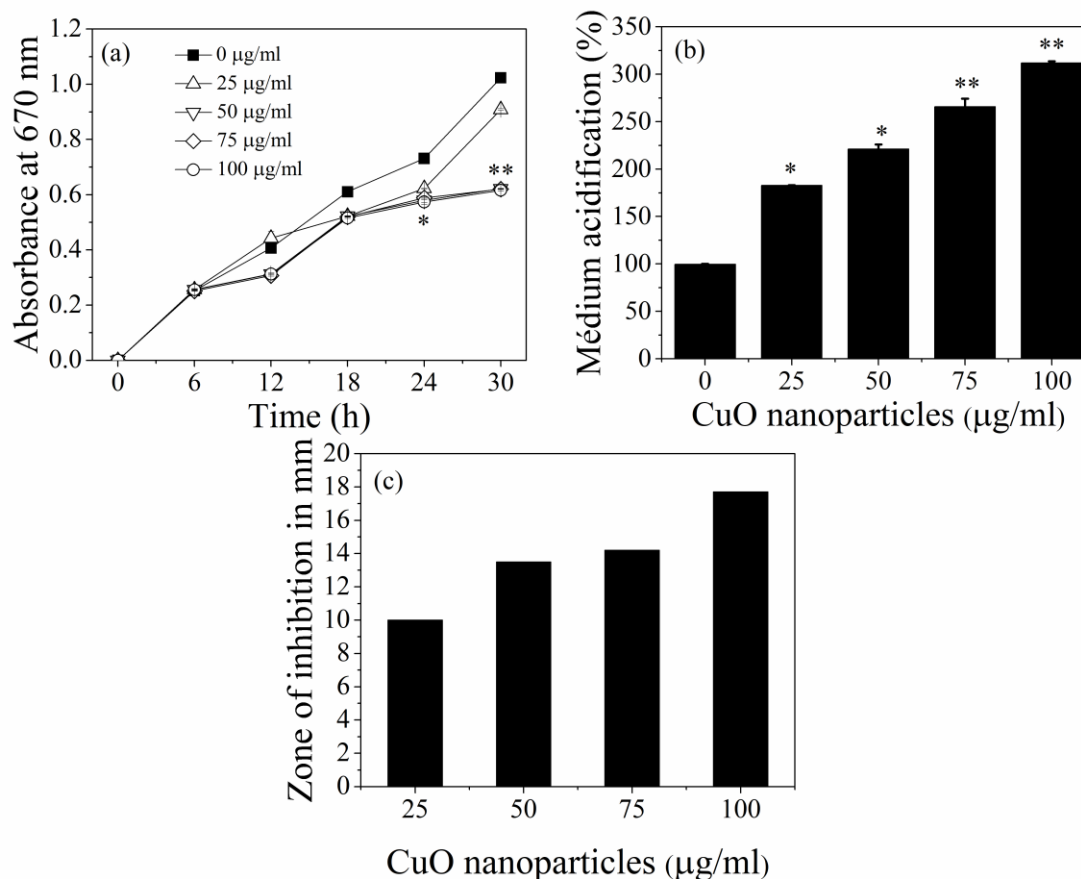 (a)
0 μg/ml
25 μg/ml
50 μg/ml
75 μg/ml
100 μg/ml
**
*
1.2
1.0
0.8
0.6
0.4
0.2
0.0
0 6 12 18 24 30
Absorbance at 670 nm
Time (h)
(b)
*
*
**
**
350
300
250
200
150
100
50
0
0 25 50 75 100
Médium acidification (%)
CuO nanoparticles (μg/ml)
(c)
20
18
16
14
12
10
8
6
4
2
0
25 50 75 100
Zone of inhibition in mm
CuO nanoparticles (μg/ml)